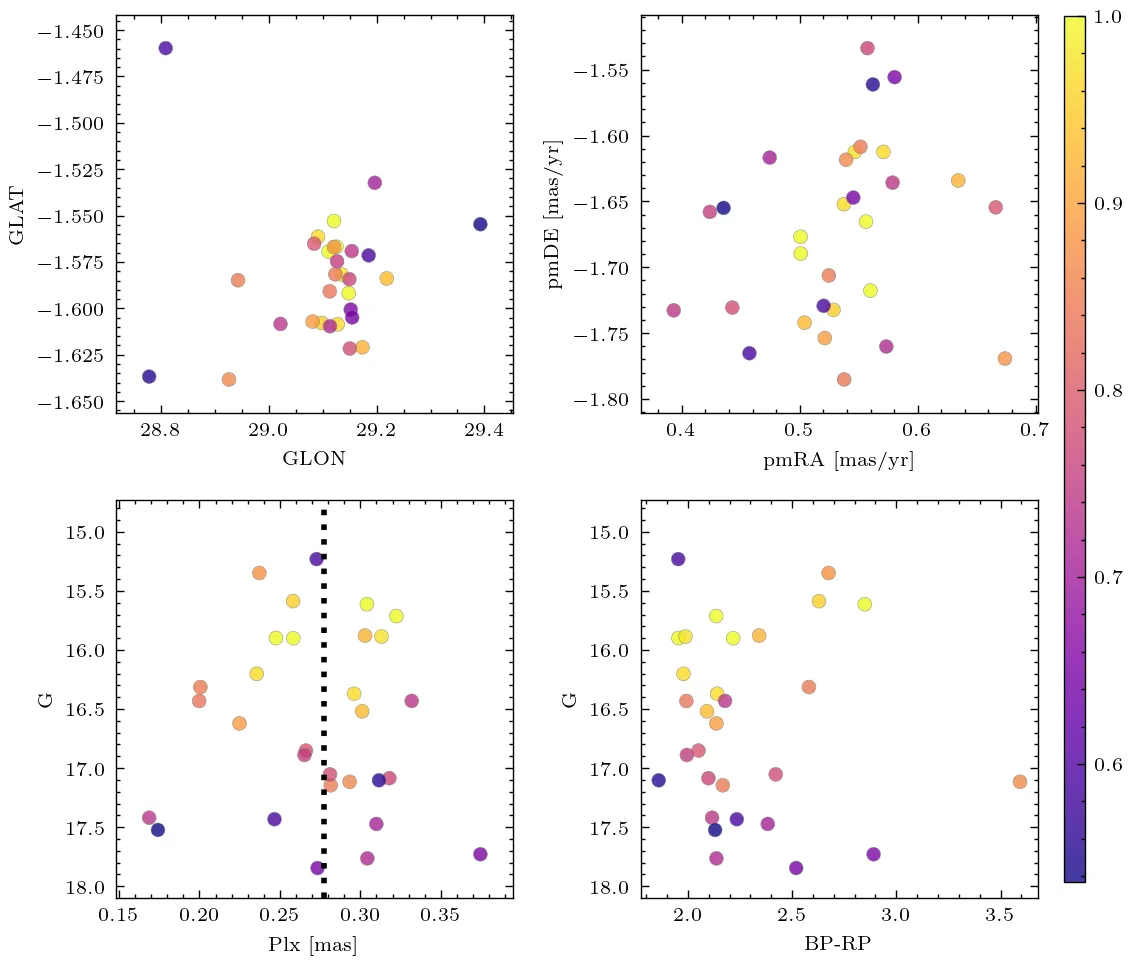 −1.450
−1.475
−1.500
−1.525
−1.550
−1.575
−1.600
−1.625
−1.650
GLAT
28.8 29.0 29.2 29.4
GLON
−1.55
−1.60
−1.65
−1.70
−1.75
−1.80
pmDE [mas/yr]
0.4 0.5 0.6 0.7
pmRA [mas/yr]
1.0
0.9
0.8
0.7
0.6
15.0
15.5
16.0
16.5
17.0
17.5
18.0
G
0.15 0.20 0.25 0.30 0.35
Plx [mas]
15.0
15.5
16.0
16.5
17.0
17.5
18.0
G
2.0 2.5 3.0 3.5
BP-RP